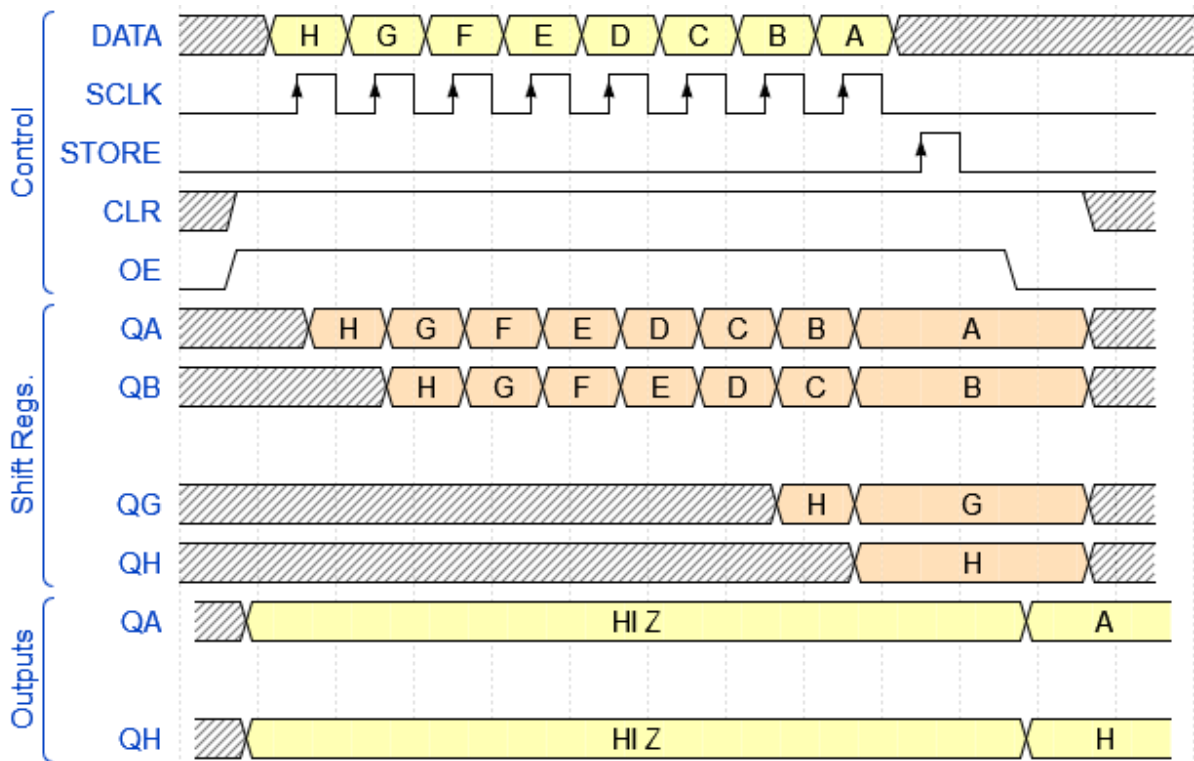 Control
DATA H G F E D C B A
SCLK
STORE
CLR
OE
Shift Regs.
QA H G F E D C B A
QB H G F E D C B
QG H G
QH H
Outputs
QA HI Z A
QH HI Z H